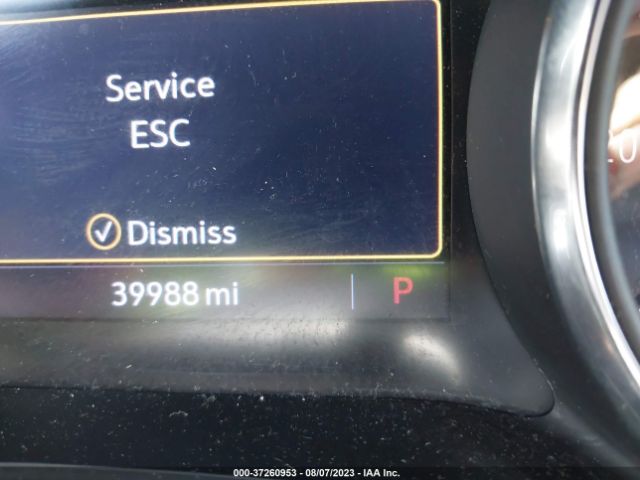 Service
ESC
Dismiss
39988 mi
P
000-37260953 - 08/07/2023 - IAA Inc.